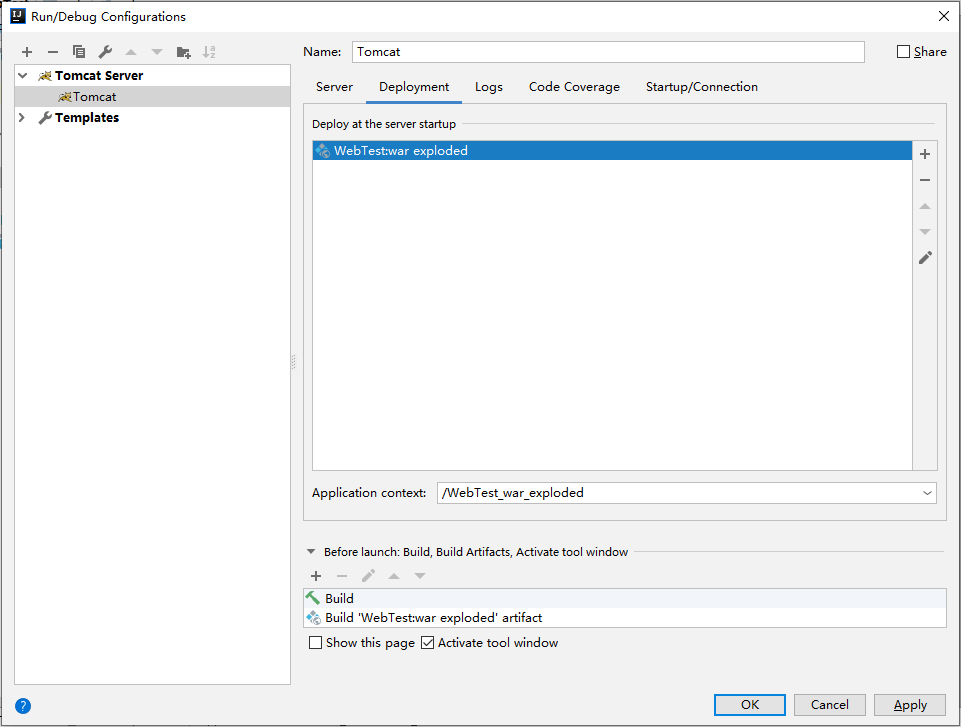 Run/Debug Configurations
Name: Tomcat
Share
Tomcat Server
Tomcat
Templates
Server Deployment Logs Code Coverage Startup/Connection
Deploy at the server startup
WebTest:war exploded
Application context: /WebTest_war_exploded
Before launch: Build, Build Artifacts, Activate tool window
Build
Build 'WebTest:war exploded' artifact
Show this page Activate tool window
? OK Cancel Apply